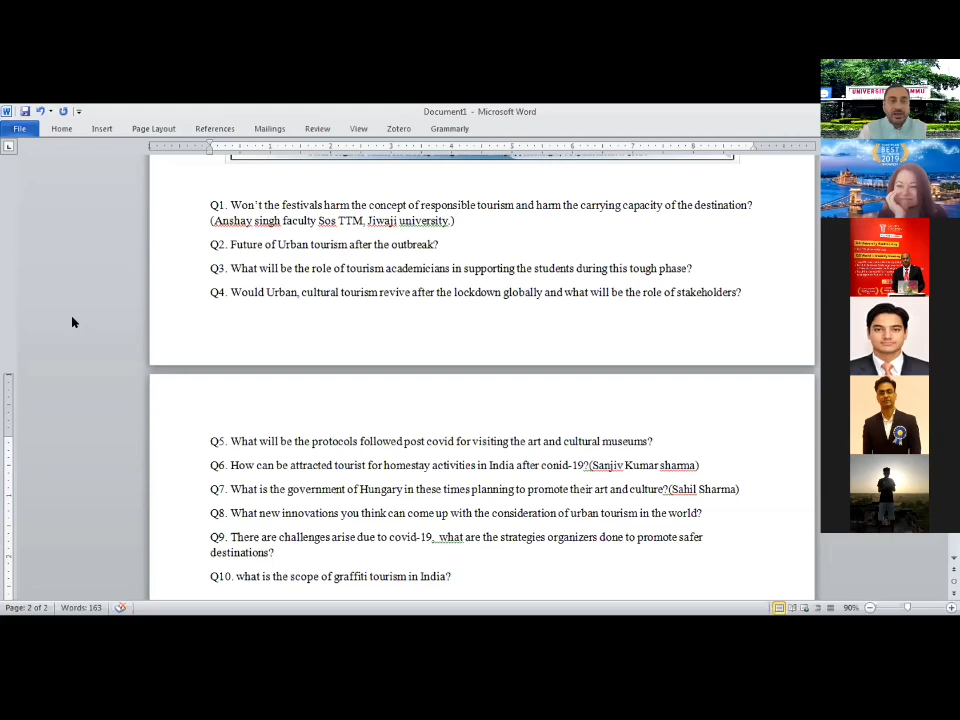 Document1 - Microsoft Word
File Home Insert Page Layout References Mailings Review View Zotero Grammarly
Q1. Won't the festivals harm the concept of responsible tourism and harm the carrying capacity of the destination?
(Anshay singh faculty Sos TTM, Jiwaji university.)
Q2. Future of Urban tourism after the outbreak?
Q3. What will be the role of tourism academicians in supporting the students during this tough phase?
Q4. Would Urban, cultural tourism revive after the lockdown globally and what will be the role of stakeholders?
Q5. What will be the protocols followed post covid for visiting the art and cultural museums?
Q6. How can be attracted tourist for homestay activities in India after conid-19?(Sanjiv Kumar sharma)
Q7. What is the government of Hungary in these times planning to promote their art and culture?(Sahil Sharma)
Q8. What new innovations you think can come up with the consideration of urban tourism in the world?
Q9. There are challenges arise due to covid-19, what are the strategies organizers done to promote safer
destinations?
Q10. what is the scope of graffiti tourism in India?
Page: 2 of 2 Words: 163 90%
BEST
2019